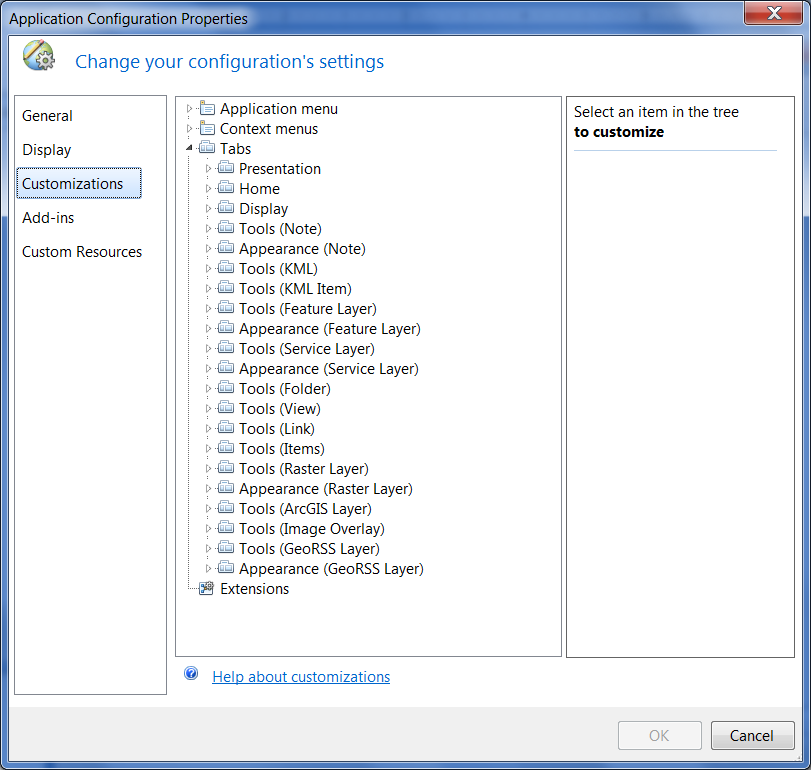 Application Configuration Properties
Change your configuration's settings
General
Display
Customizations
Add-ins
Custom Resources
Application menu
Context menus
Tabs
Presentation
Home
Display
Tools (Note)
Appearance (Note)
Tools (KML)
Tools (KML Item)
Tools (Feature Layer)
Appearance (Feature Layer)
Tools (Service Layer)
Appearance (Service Layer)
Tools (Folder)
Tools (View)
Tools (Link)
Tools (Items)
Tools (Raster Layer)
Appearance (Raster Layer)
Tools (ArcGIS Layer)
Tools (Image Overlay)
Tools (GeoRSS Layer)
Appearance (GeoRSS Layer)
Extensions
Select an item in the tree
to customize
Help about customizations
OK
Cancel